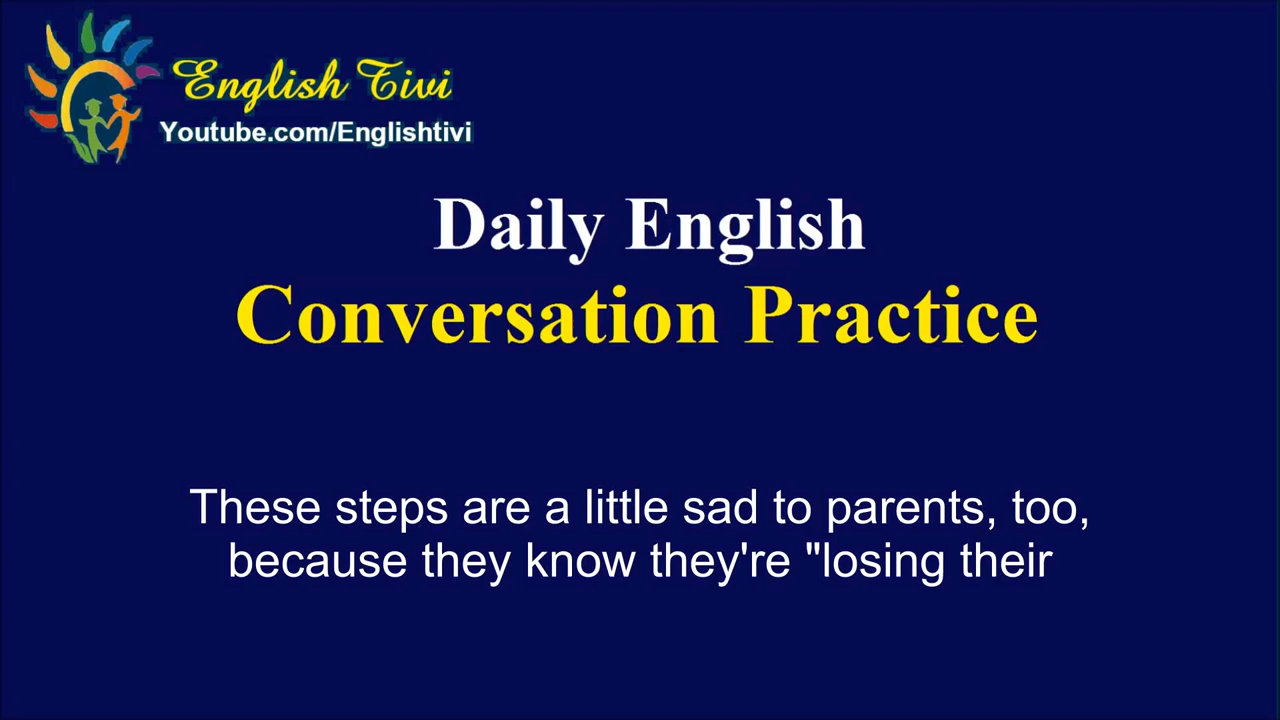 English Tivi
Youtube.com/Englishtivi
Daily English
Conversation Practice
These steps are a little sad to parents, too,
because they know they're "losing their